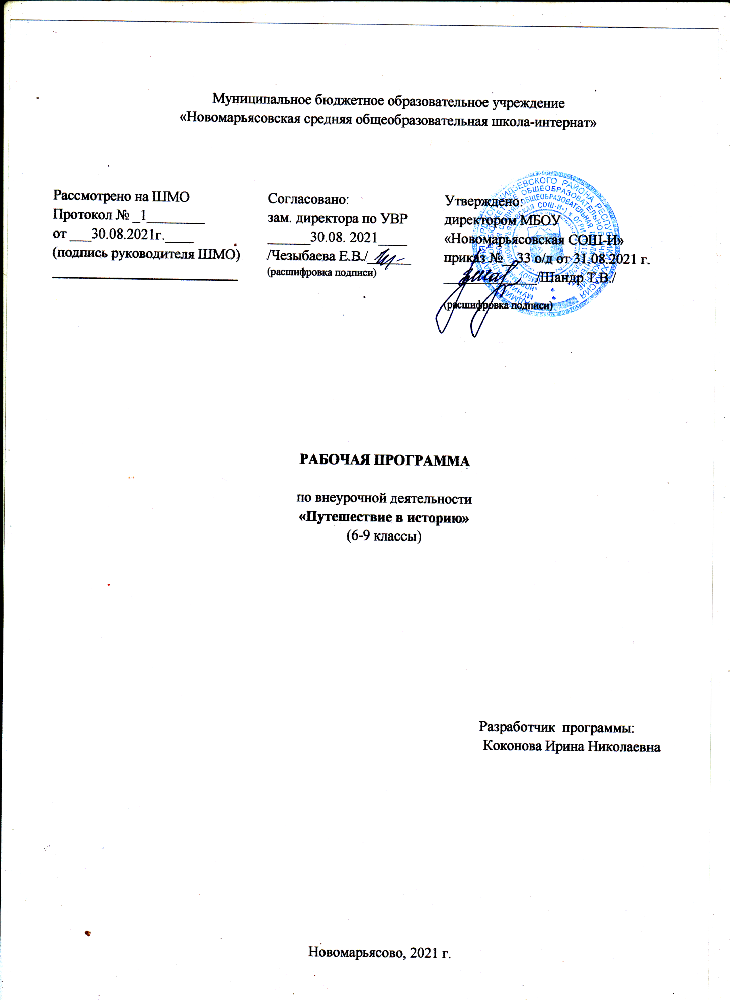 Муниципальное бюджетное образовательное учреждение
«Новомарьясовская средняя общеобразовательная школа-интернат»
Рассмотрено на ШМО
Протокол № _1________
от ___30.08.2021г.____
(подпись руководителя ШМО)
Согласовано:
зам. директора по УВР
______30.08. 2021____
/Чезыбаева Е.В./______
(расшифровка подписи)
Утверждено:
директором МБОУ
«Новомарьясовская СОШ-И»
приказ №__33 о/д от 31.08.2021 г.
_____________/Шандр Т.В./
(расшифровка подписи)
РАБОЧАЯ ПРОГРАММА
по внеурочной деятельности
«Путешествие в историю»
(6-9 классы)
Разработчик  программы:
Коконова Ирина Николаевна
Новомарьясово, 2021 г.